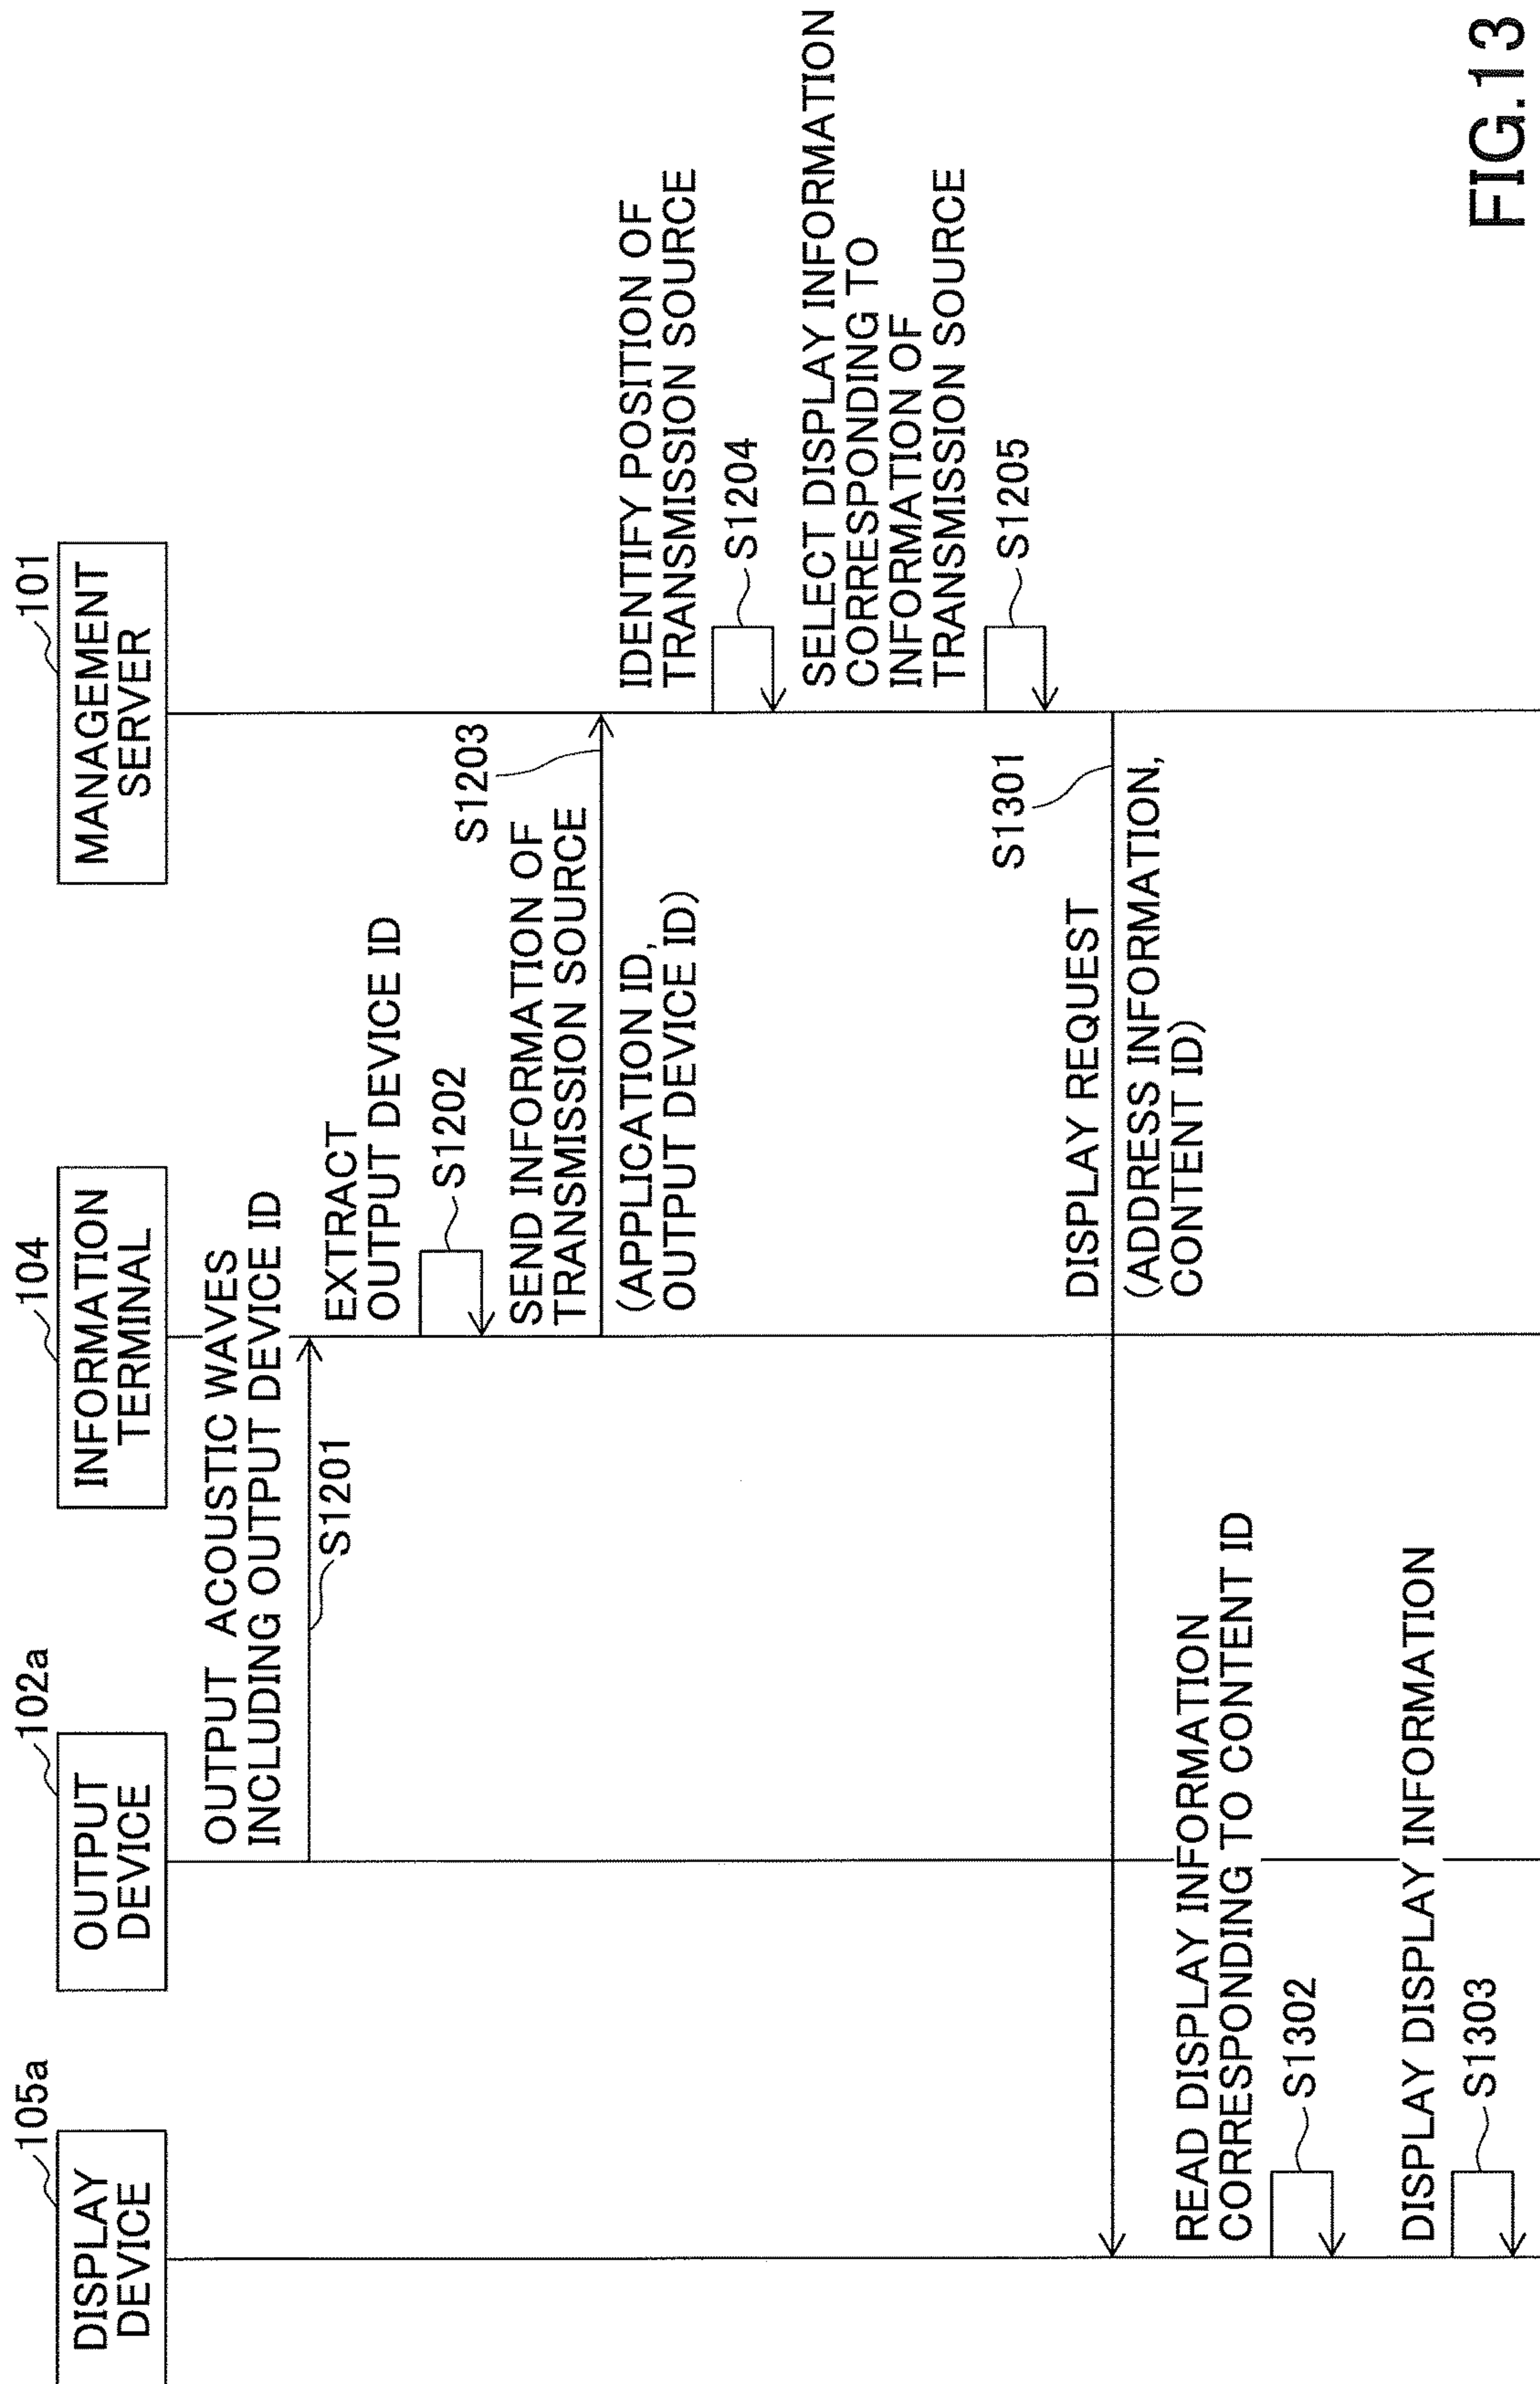 105a
DISPLAY
DEVICE
102a
OUTPUT
DEVICE
104
INFORMATION
TERMINAL
101
MANAGEMENT
SERVER
OUTPUT ACOUSTIC WAVES
INCLUDING OUTPUT DEVICE ID
S1201
EXTRACT
OUTPUT DEVICE ID
S1202
S1203
SEND INFORMATION OF
TRANSMISSION SOURCE
(APPLICATION ID,
OUTPUT DEVICE ID)
IDENTIFY POSITION OF
TRANSMISSION SOURCE
S1204
SELECT DISPLAY INFORMATION
CORRESPONDING TO
INFORMATION OF
TRANSMISSION SOURCE
S1205
S1301
DISPLAY REQUEST
(ADDRESS INFORMATION,
CONTENT ID)
READ DISPLAY INFORMATION
CORRESPONDING TO CONTENT ID
S1302
DISPLAY DISPLAY INFORMATION
S1303
FIG.13